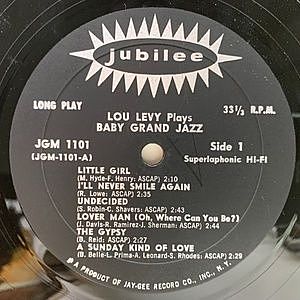 jubilee
LONG PLAY
33⅓ R.P.M.
LOU LEVY Plays
BABY GRAND JAZZ
JGM 1101
Side 1
(JGM-1101-A)
Superlaphonic HI-FI
LITTLE GIRL
(M. Hyde-F. Henry: ASCAP) 2:10
I'LL NEVER SMILE AGAIN
(R. Lowe: ASCAP) 2:35
UNDECIDED
(S. Robin-C. Shavers: ASCAP) 2:43
LOVER MAN (Oh, Where Can You Be?)
(J. Davis-R. Ramirez-J. Sherman: ASCAP) 2:44
THE GYPSY
(B. Reid: ASCAP) 2:27
A SUNDAY KIND OF LOVE
(B. Belle-L. Prima-A. Leonard-S. Rhodes: ASCAP) 2:29
A PRODUCT OF JAY-GEE RECORD CO., INC., N. Y.